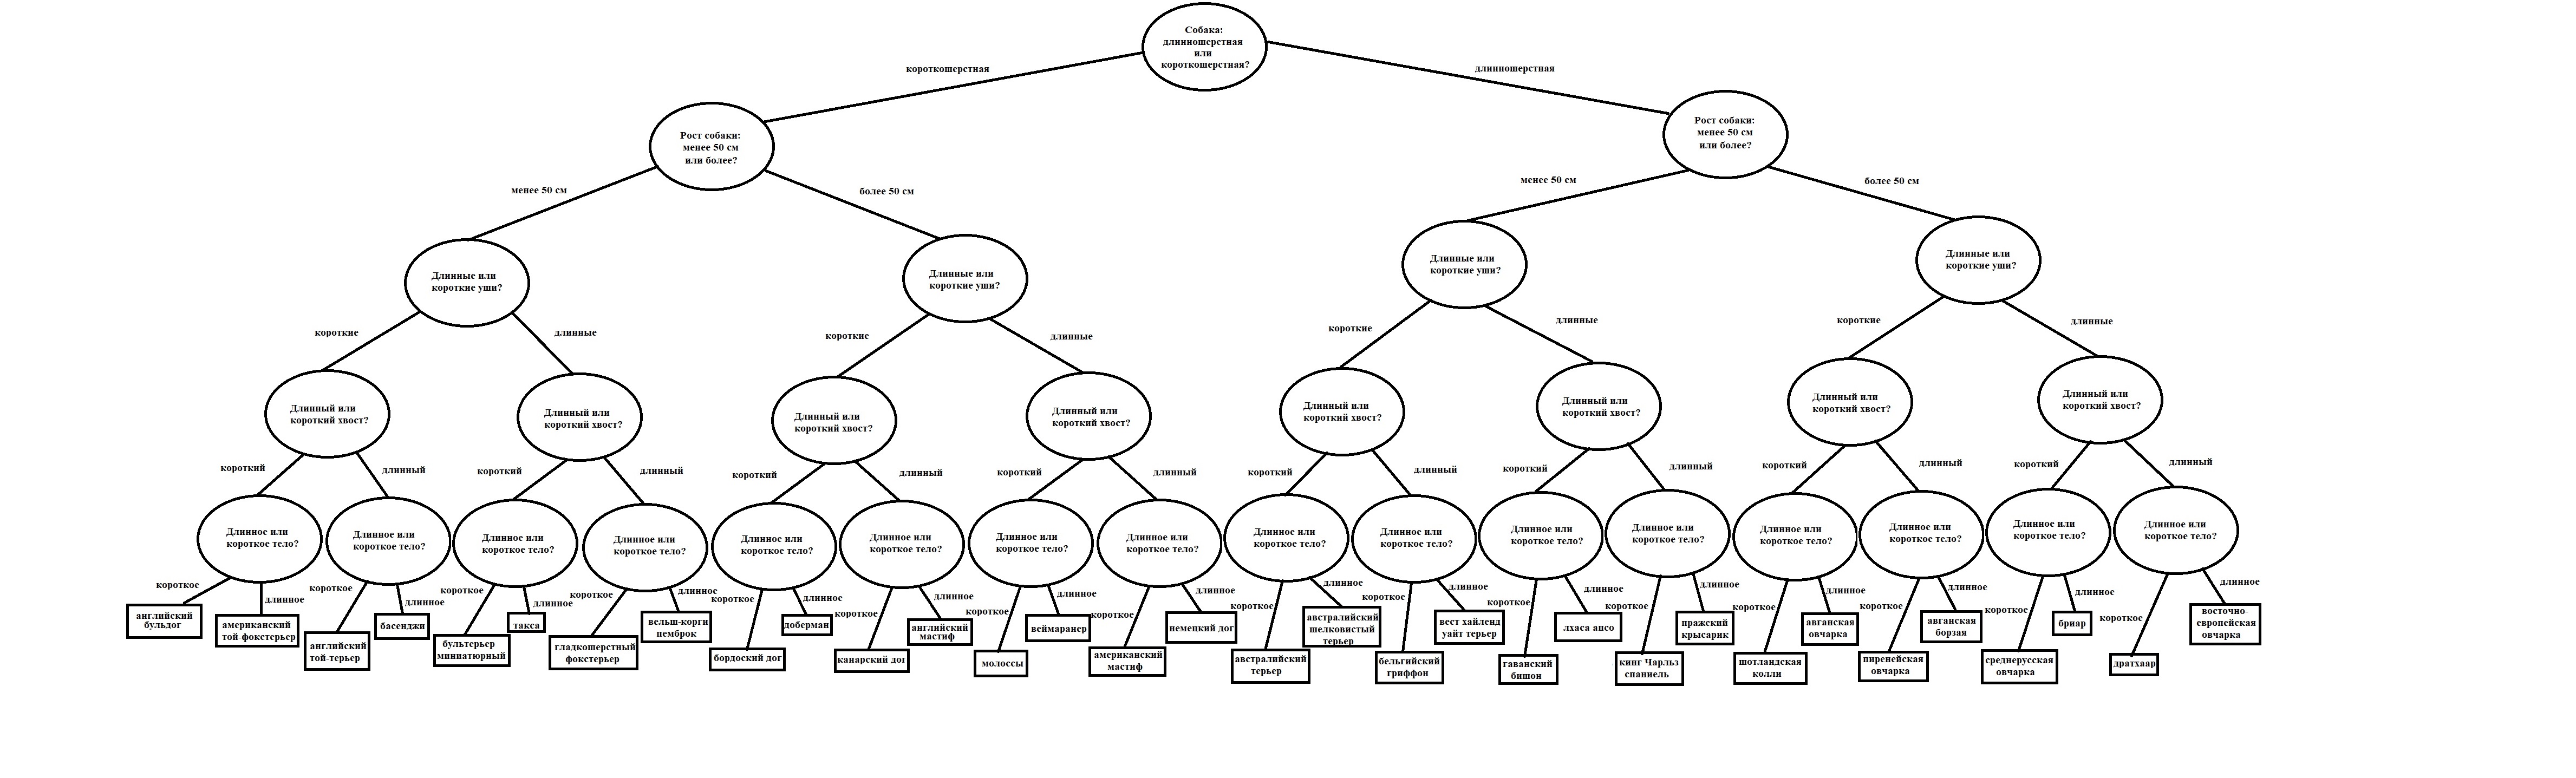 Собака:
длинношерстная
или
короткошерстная?
короткошерстная
длинношерстная
Рост собаки:
менее 50 см
или более?
Рост собаки:
менее 50 см
или более?
менее 50 см
более 50 см
менее 50 см
более 50 см
Длинные или
короткие уши?
Длинные или
короткие уши?
Длинные или
короткие уши?
Длинные или
короткие уши?
короткие
длинные
короткие
длинные
короткие
длинные
короткие
длинные
Длинный или
короткий хвост?
Длинный или
короткий хвост?
Длинный или
короткий хвост?
Длинный или
короткий хвост?
Длинный или
короткий хвост?
Длинный или
короткий хвост?
Длинный или
короткий хвост?
Длинный или
короткий хвост?
короткий
длинный
короткий
длинный
короткий
длинный
короткий
длинный
короткий
длинный
короткий
длинный
короткий
длинный
короткий
длинный
Длинное или
короткое тело?
Длинное или
короткое тело?
Длинное или
короткое тело?
Длинное или
короткое тело?
Длинное или
короткое тело?
Длинное или
короткое тело?
Длинное или
короткое тело?
Длинное или
короткое тело?
Длинное или
короткое тело?
Длинное или
короткое тело?
Длинное или
короткое тело?
Длинное или
короткое тело?
Длинное или
короткое тело?
Длинное или
короткое тело?
Длинное или
короткое тело?
Длинное или
короткое тело?
короткое
длинное
короткое
длинное
короткое
длинное
короткое
длинное
короткое
длинное
короткое
длинное
короткое
длинное
короткое
длинное
короткое
длинное
короткое
длинное
короткое
длинное
короткое
длинное
короткое
длинное
короткое
длинное
короткое
длинное
короткое
длинное
английский
бульдог
американский
той-фокстерьер
английский
той-терьер
басенджи
бультерьер
миниатюрный
такса
гладкошерстный
фокстерьер
вельш-корги
пемброк
бордоский дог
доберман
канарский дог
английский
мастиф
молоссы
веймаранер
американский
мастиф
немецкий дог
австралийский
терьер
австралийский
шелковистый
терьер
бельгийский
гриффон
вест хайленд
уайт терьер
гаванский
бишон
лхаса апсо
кинг Чарльз
спаниель
пражский
крысарик
шотландская
колли
авганская
овчарка
пиренейская
овчарка
авганская
борзая
среднерусская
овчарка
бриар
дратхаар
восточно-
европейская
овчарка